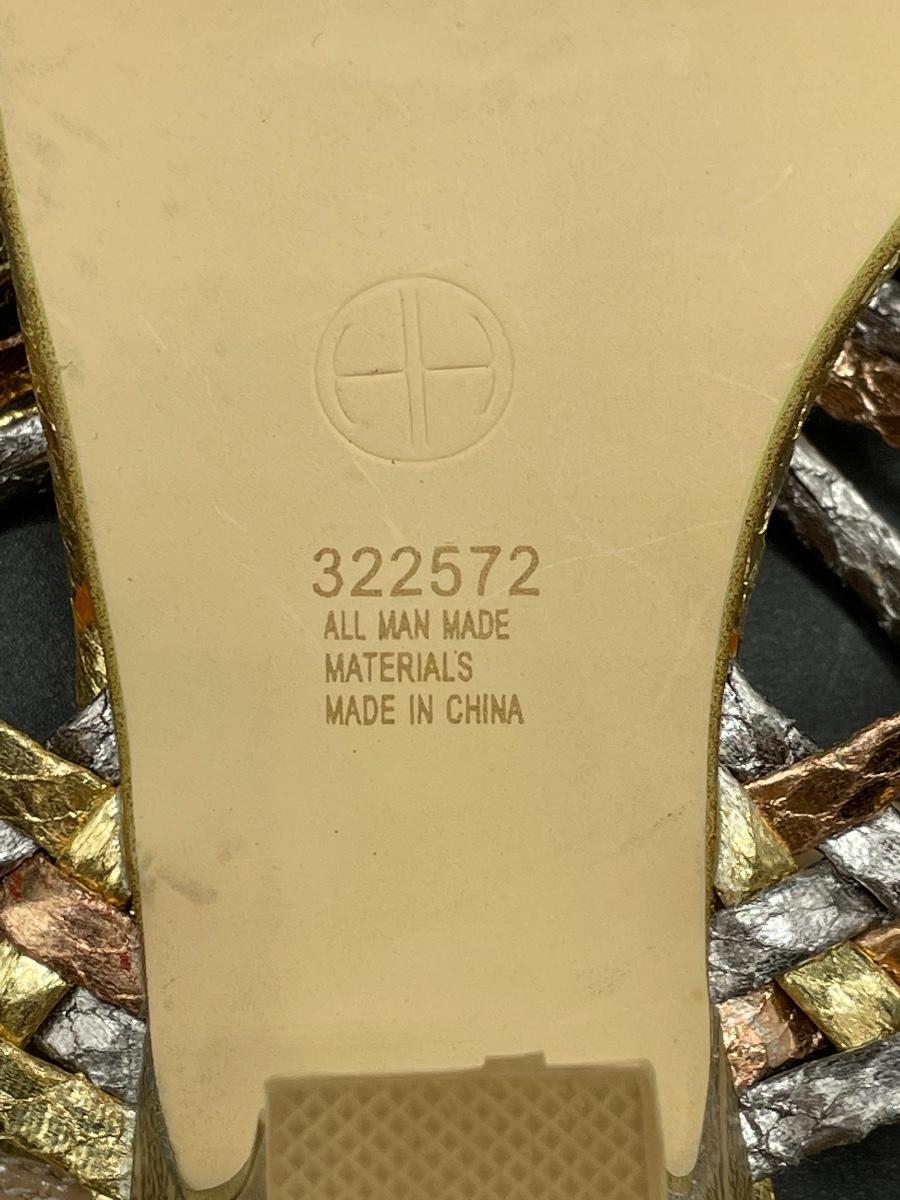 322572
ALL MAN MADE
MATERIALS
MADE IN CHINA